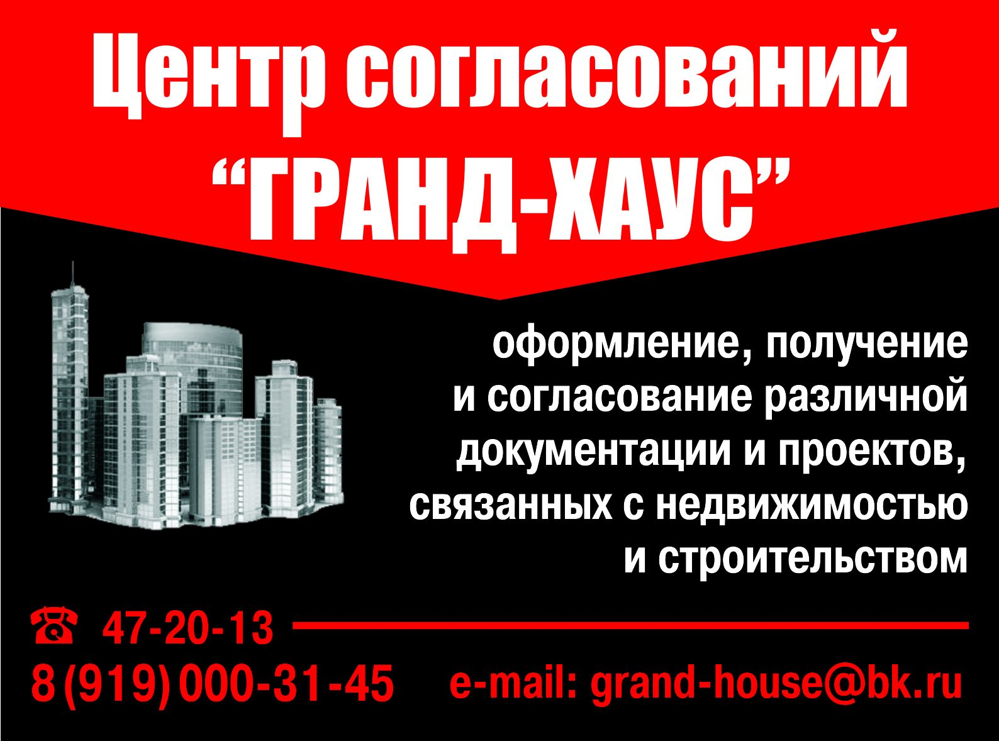 Центр согласований
“ГРАНД-ХАУС”
оформление, получение
и согласование различной
документации и проектов,
связанных с недвижимостью
и строительством
☎ 47-20-13
8(919)000-31-45
e-mail: grand-house@bk.ru